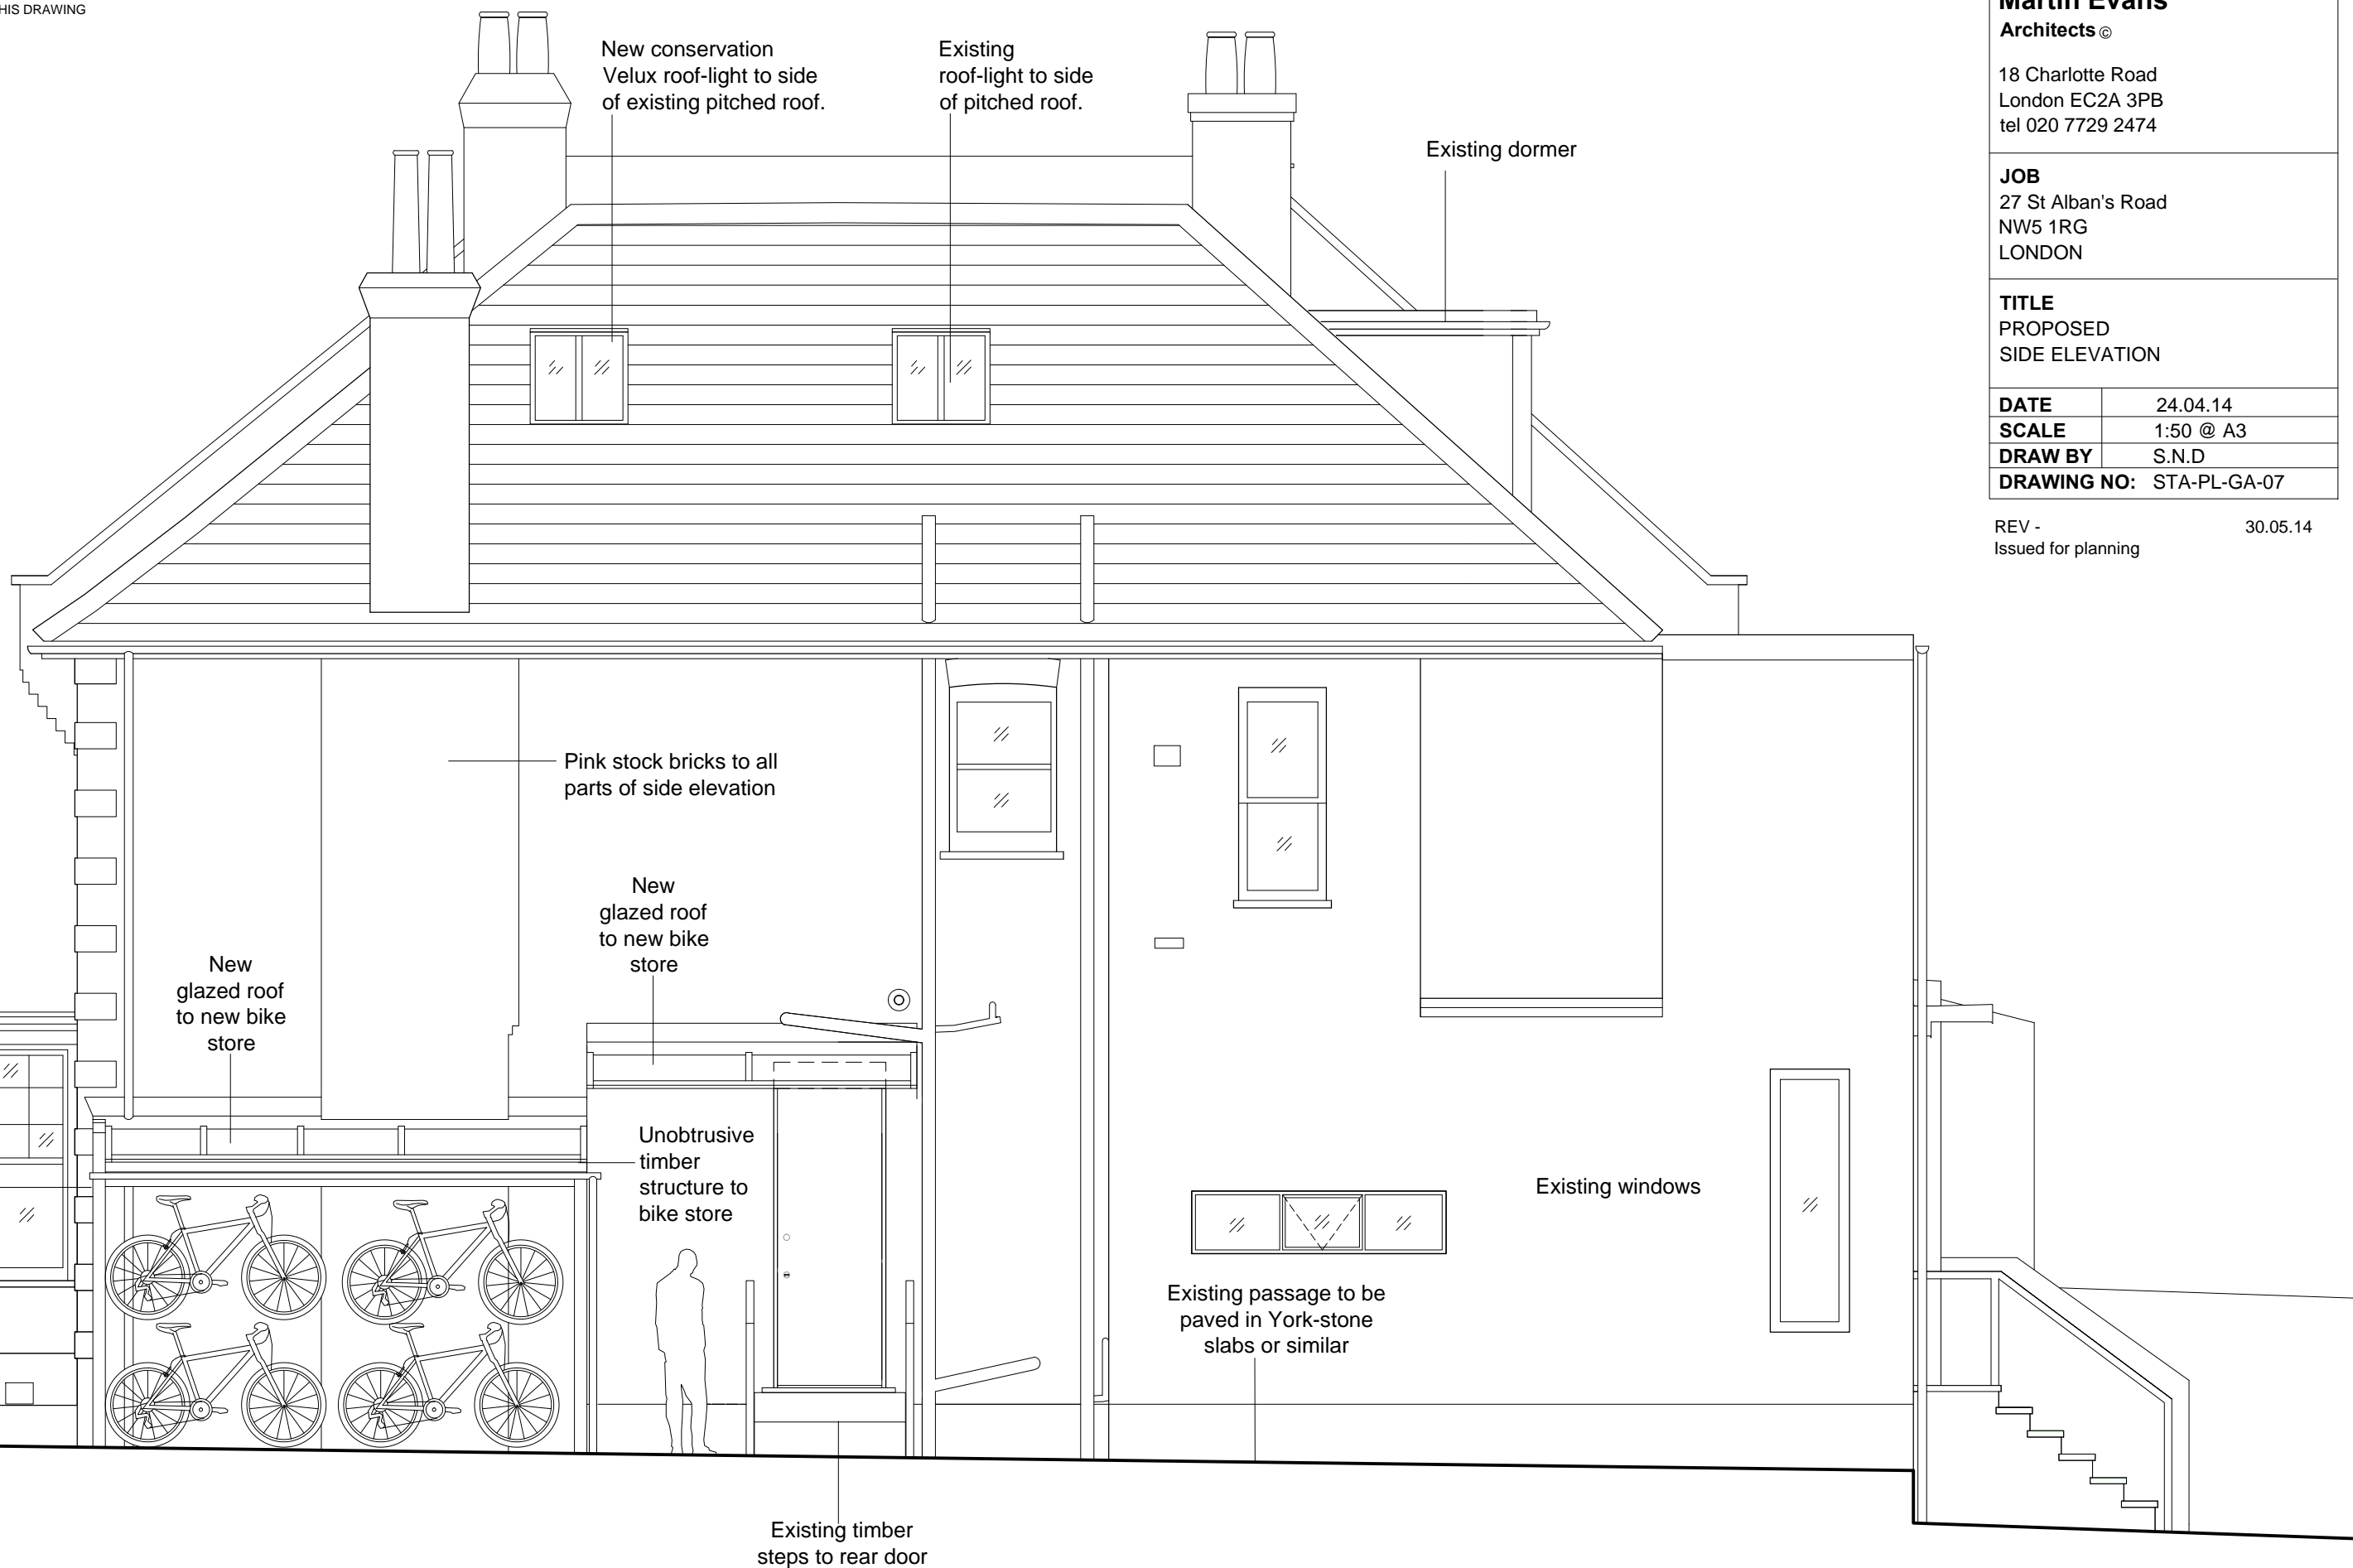 HIS DRAWING
New conservation
Velux roof-light to side
of existing pitched roof.
Existing
roof-light to side
of pitched roof.
Existing dormer
Martin Evans
Architects ©
18 Charlotte Road
London EC2A 3PB
tel 020 7729 2474
JOB
27 St Alban's Road
NW5 1RG
LONDON
TITLE
PROPOSED
SIDE ELEVATION
DATE 24.04.14
SCALE 1:50 @ A3
DRAW BY S.N.D
DRAWING NO: STA-PL-GA-07
REV - 30.05.14
Issued for planning
Pink stock bricks to all
parts of side elevation
New
glazed roof
to new bike
store
New
glazed roof
to new bike
store
Unobtrusive
timber
structure to
bike store
Existing windows
Existing passage to be
paved in York-stone
slabs or similar
Existing timber
steps to rear door